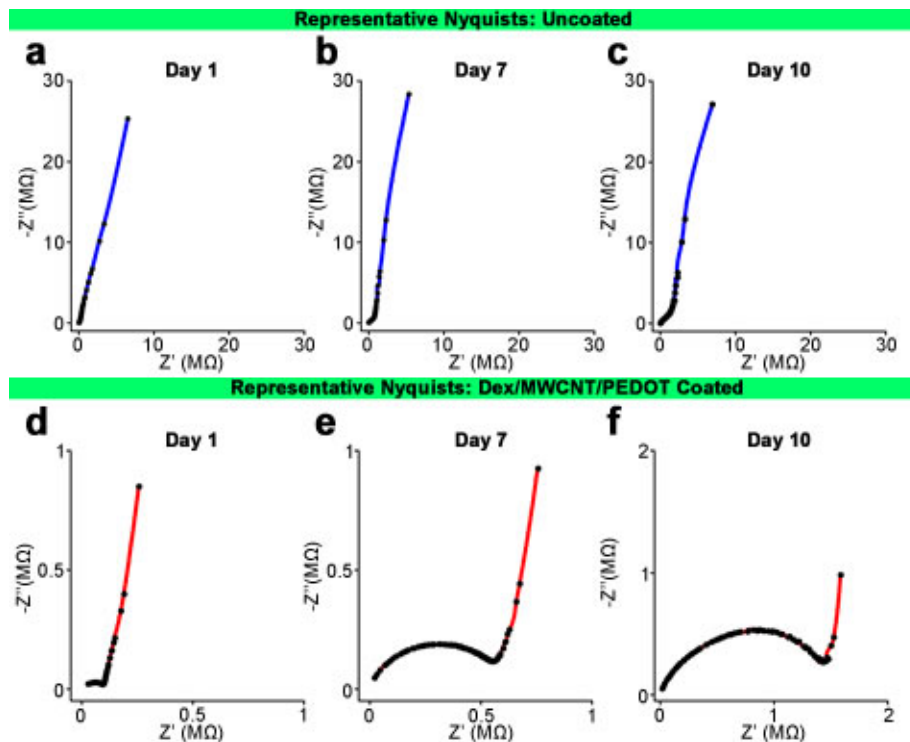 Representative Nyquists: Uncoated
a
Day 1
30
20
10
0
-Z''(MΩ)
0 10 20 30
Z' (MΩ)
b
Day 7
30
20
10
0
-Z''(MΩ)
0 10 20 30
Z' (MΩ)
c
Day 10
30
20
10
0
-Z''(MΩ)
0 10 20 30
Z' (MΩ)
Representative Nyquists: Dex/MWCNT/PEDOT Coated
d
Day 1
1
0.5
0
-Z''(MΩ)
0 0.5 1
Z' (MΩ)
e
Day 7
1
0.5
0
-Z''(MΩ)
0 0.5 1
Z' (MΩ)
f
Day 10
2
1
0
-Z''(MΩ)
0 1 2
Z' (MΩ)